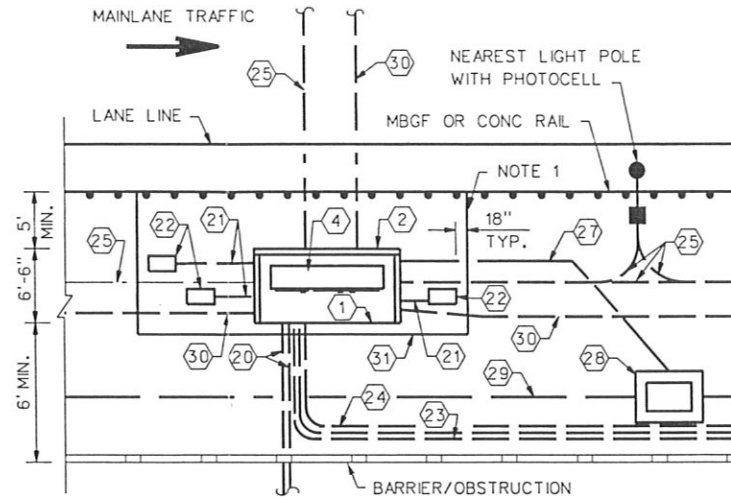 MAINLANE TRAFFIC
25
30
NEAREST LIGHT POLE
WITH PHOTOCELL
LANE LINE
MBGF OR CONC RAIL
NOTE 1
5'
MIN.
22
21
4
2
18"
TYP.
27
25
25
6'-6"
22
1
21
30
30
20
31
28
6' MIN.
29
24
23
BARRIER/OBSTRUCTION